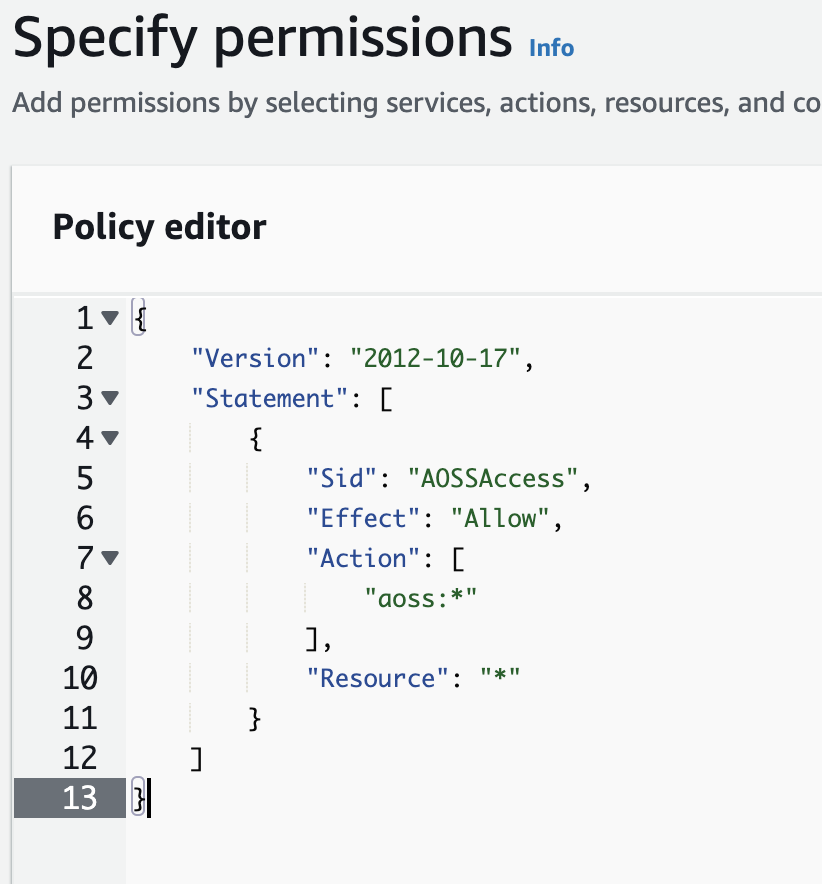 Specify permissions Info
Add permissions by selecting services, actions, resources, and co
Policy editor
1 {
2 "Version": "2012-10-17",
3 "Statement": [
4 {
5 "Sid": "AOSSAccess",
6 "Effect": "Allow",
7 "Action": [
8 "aoss:*"
9 ],
10 "Resource": "*"
11 }
12 ]
13 }